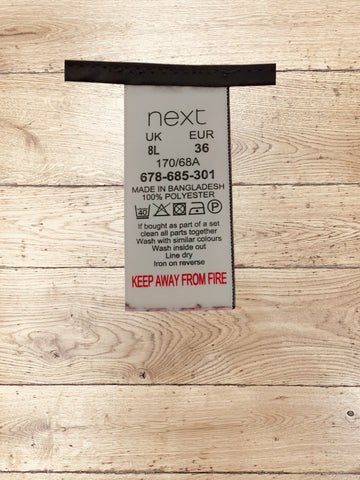 next
UK EUR
8L 36
170/68A
678-685-301
MADE IN BANGLADESH
100% POLYESTER
40 P
If bought as part of a set
clean all parts together
Wash with similar colours
Wash inside out
Line dry
Iron on reverse
KEEP AWAY FROM FIRE